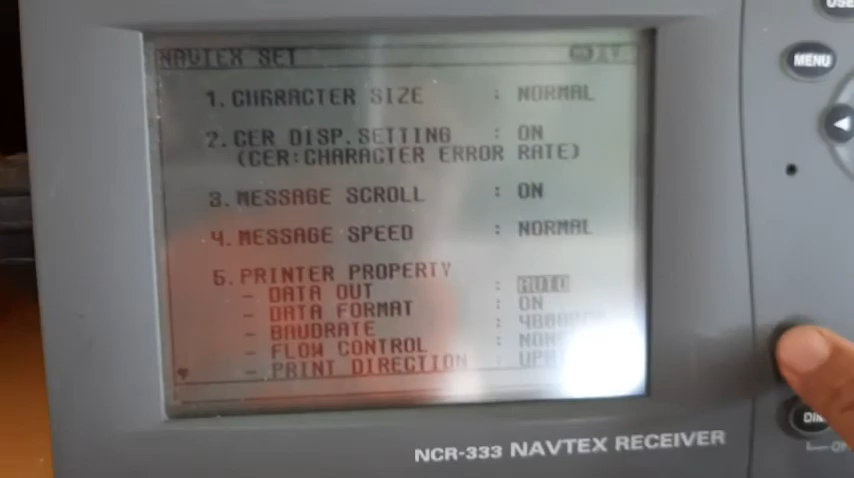 USE
NAVTEX SET
MENU
1. CHARACTER SIZE : NORMAL
2. CER DISP.SETTING : ON
(CER:CHARACTER ERROR RATE)
3. MESSAGE SCROLL : ON
4. MESSAGE SPEED : NORMAL
5. PRINTER PROPERTY
- DATA OUT : AUTO
- DATA FORMAT : ON
- BAUDRATE :
- FLOW CONTROL :
- PRINT DIRECTION :
DIM
NCR-333 NAVTEX RECEIVER